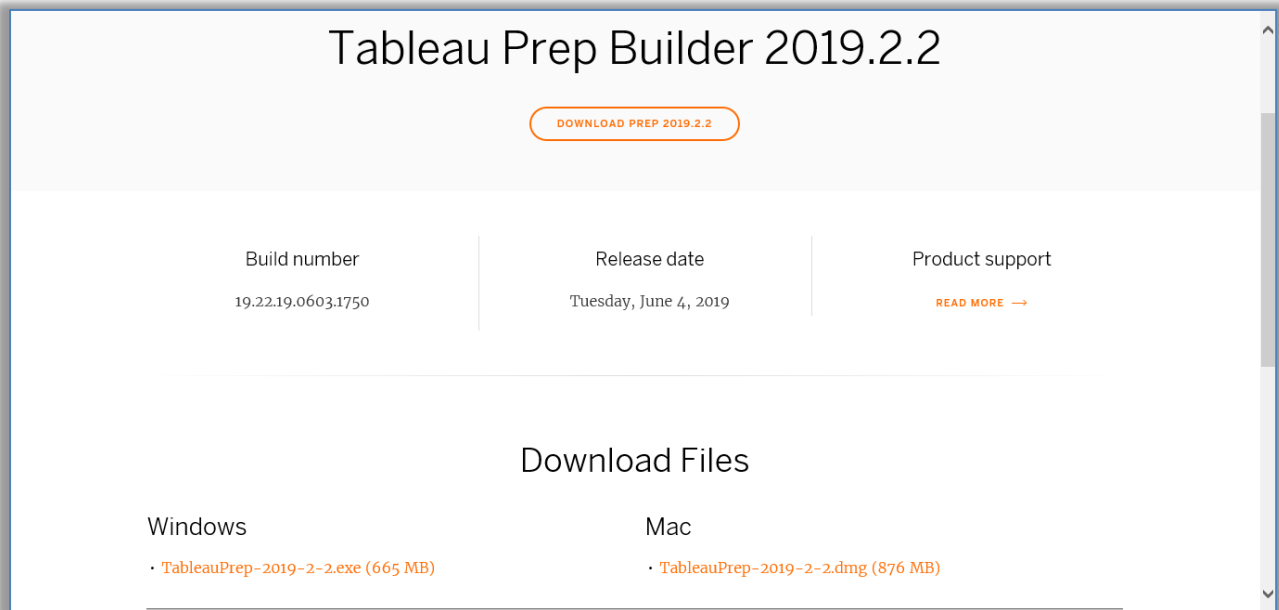 Tableau Prep Builder 2019.2.2
DOWNLOAD PREP 2019.2.2
Build number
19.22.19.0603.1750
Release date
Tuesday, June 4, 2019
Product support
READ MORE →
Download Files
Windows
• TableauPrep-2019-2-2.exe (665 MB)
Mac
• TableauPrep-2019-2-2.dmg (876 MB)